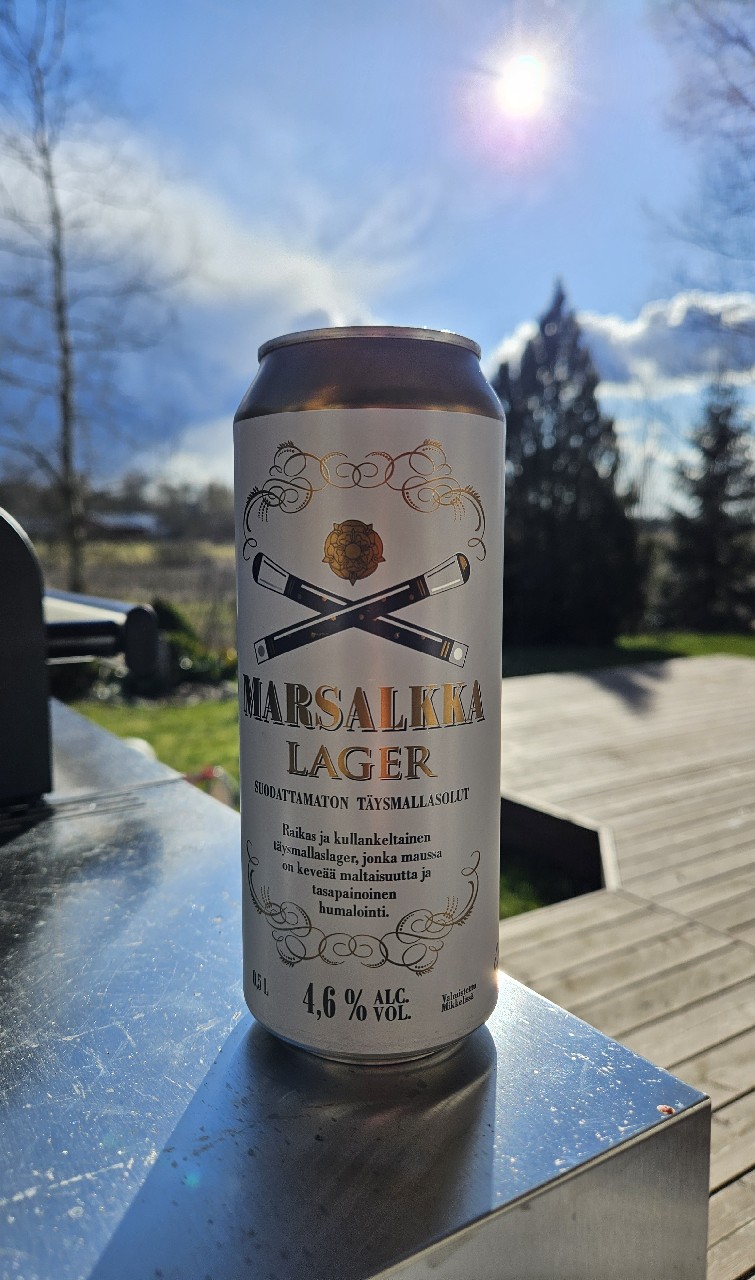 MARSALKKA
LAGER
SUODATTAMATON TÄYSMALLASOLUT
Raikas ja kullankeltainen
täysmallaslager, jonka maussa
on keveää maltaisuutta ja
tasapainoinen
humalointi.
0,5 L
4,6 % ALC.
VOL.
Valmistettu
Mikkelissä